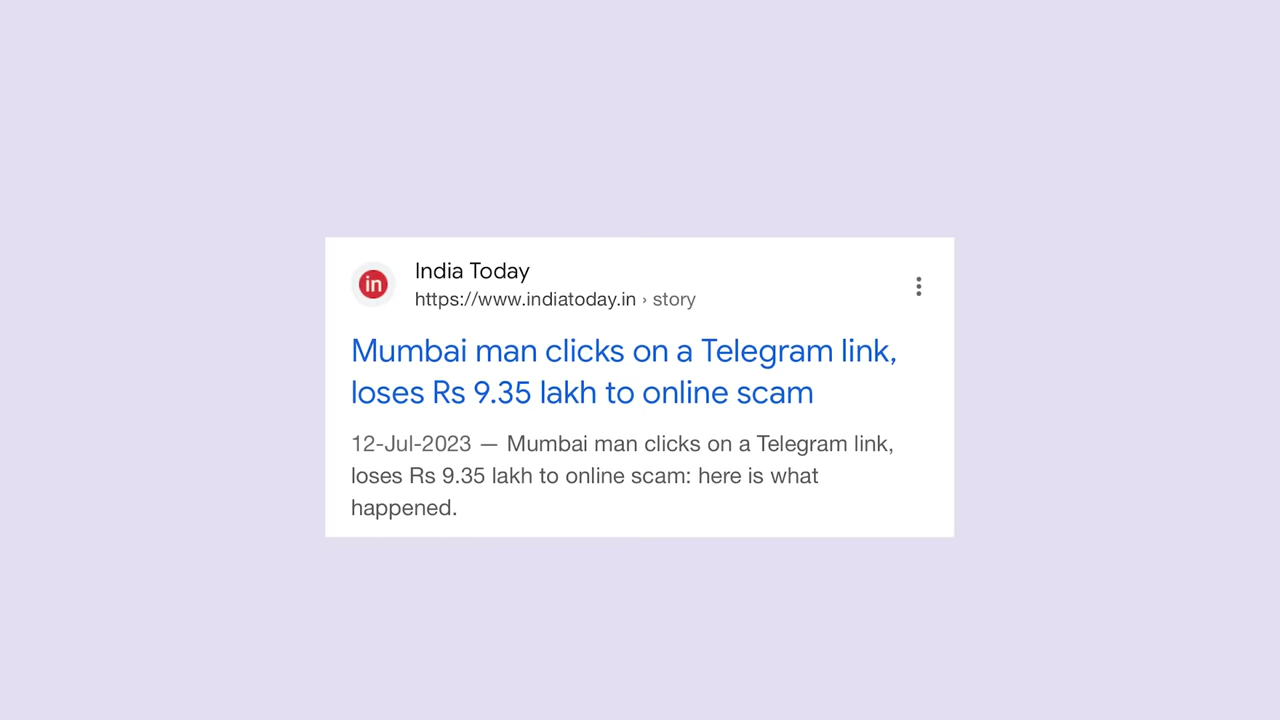 in
India Today
https://www.indiatoday.in › story
Mumbai man clicks on a Telegram link,
loses Rs 9.35 lakh to online scam
12-Jul-2023 — Mumbai man clicks on a Telegram link,
loses Rs 9.35 lakh to online scam: here is what
happened.